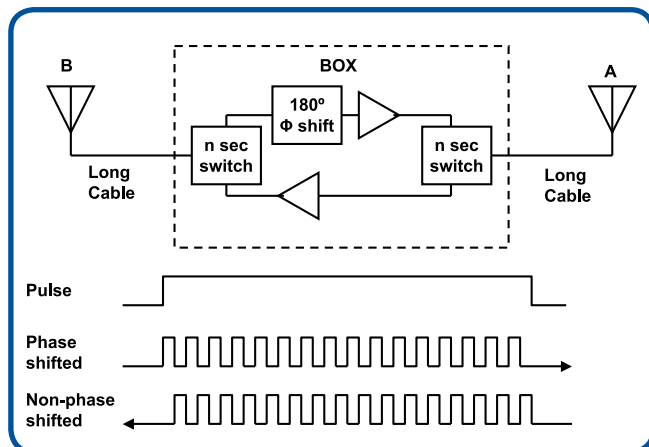 B
BOX
A
180º
Φ shift
n sec
switch
n sec
switch
Long
Cable
Long
Cable
Pulse
Phase
shifted
Non-phase
shifted